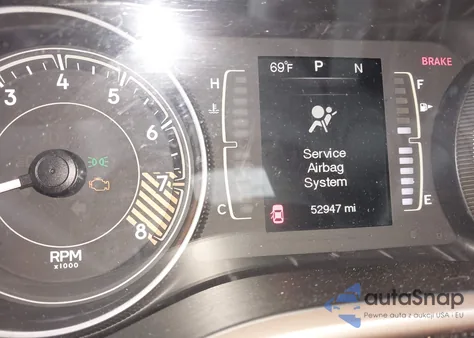 69°F P N
BRAKE
H
F
3 4 5 6 7 8
Service
Airbag
System
C
52947 mi
E
RPM
x1000
autoSnap
Pewne auta z aukcji USA - EU